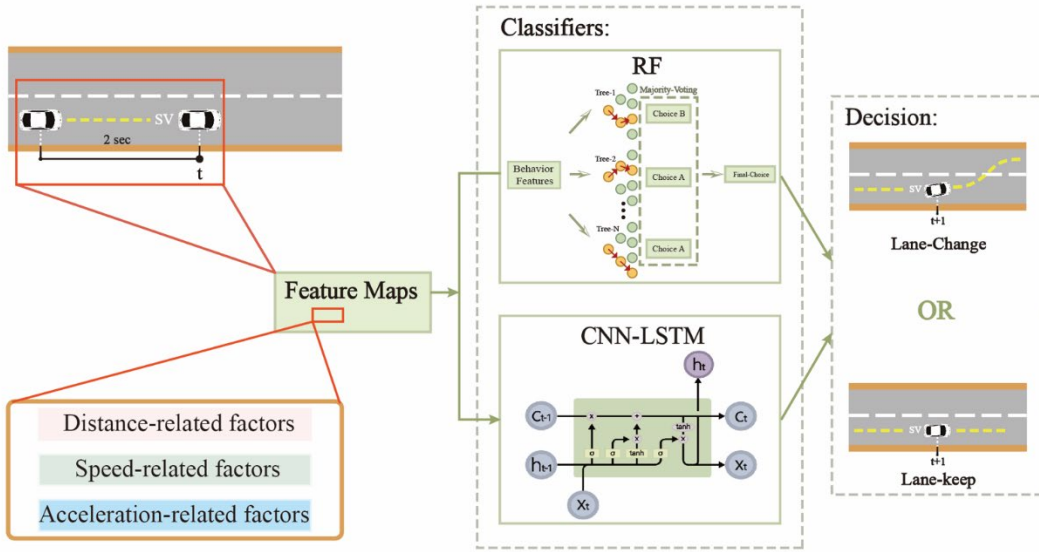 SV
2 sec
t
Feature Maps
Distance-related factors
Speed-related factors
Acceleration-related factors
Classifiers:
RF
Majority-Voting
Tree-1
Choice B
Behavior
Features
Tree-2
Choice A
Final-Choice
Tree-N
Choice A
CNN-LSTM
ht
Ct-1
x
+
Ct
tanh
x
x
σ
σ
tanh
σ
ht-1
Xt
Xt
Decision:
SV
t+1
Lane-Change
OR
SV
t+1
Lane-keep